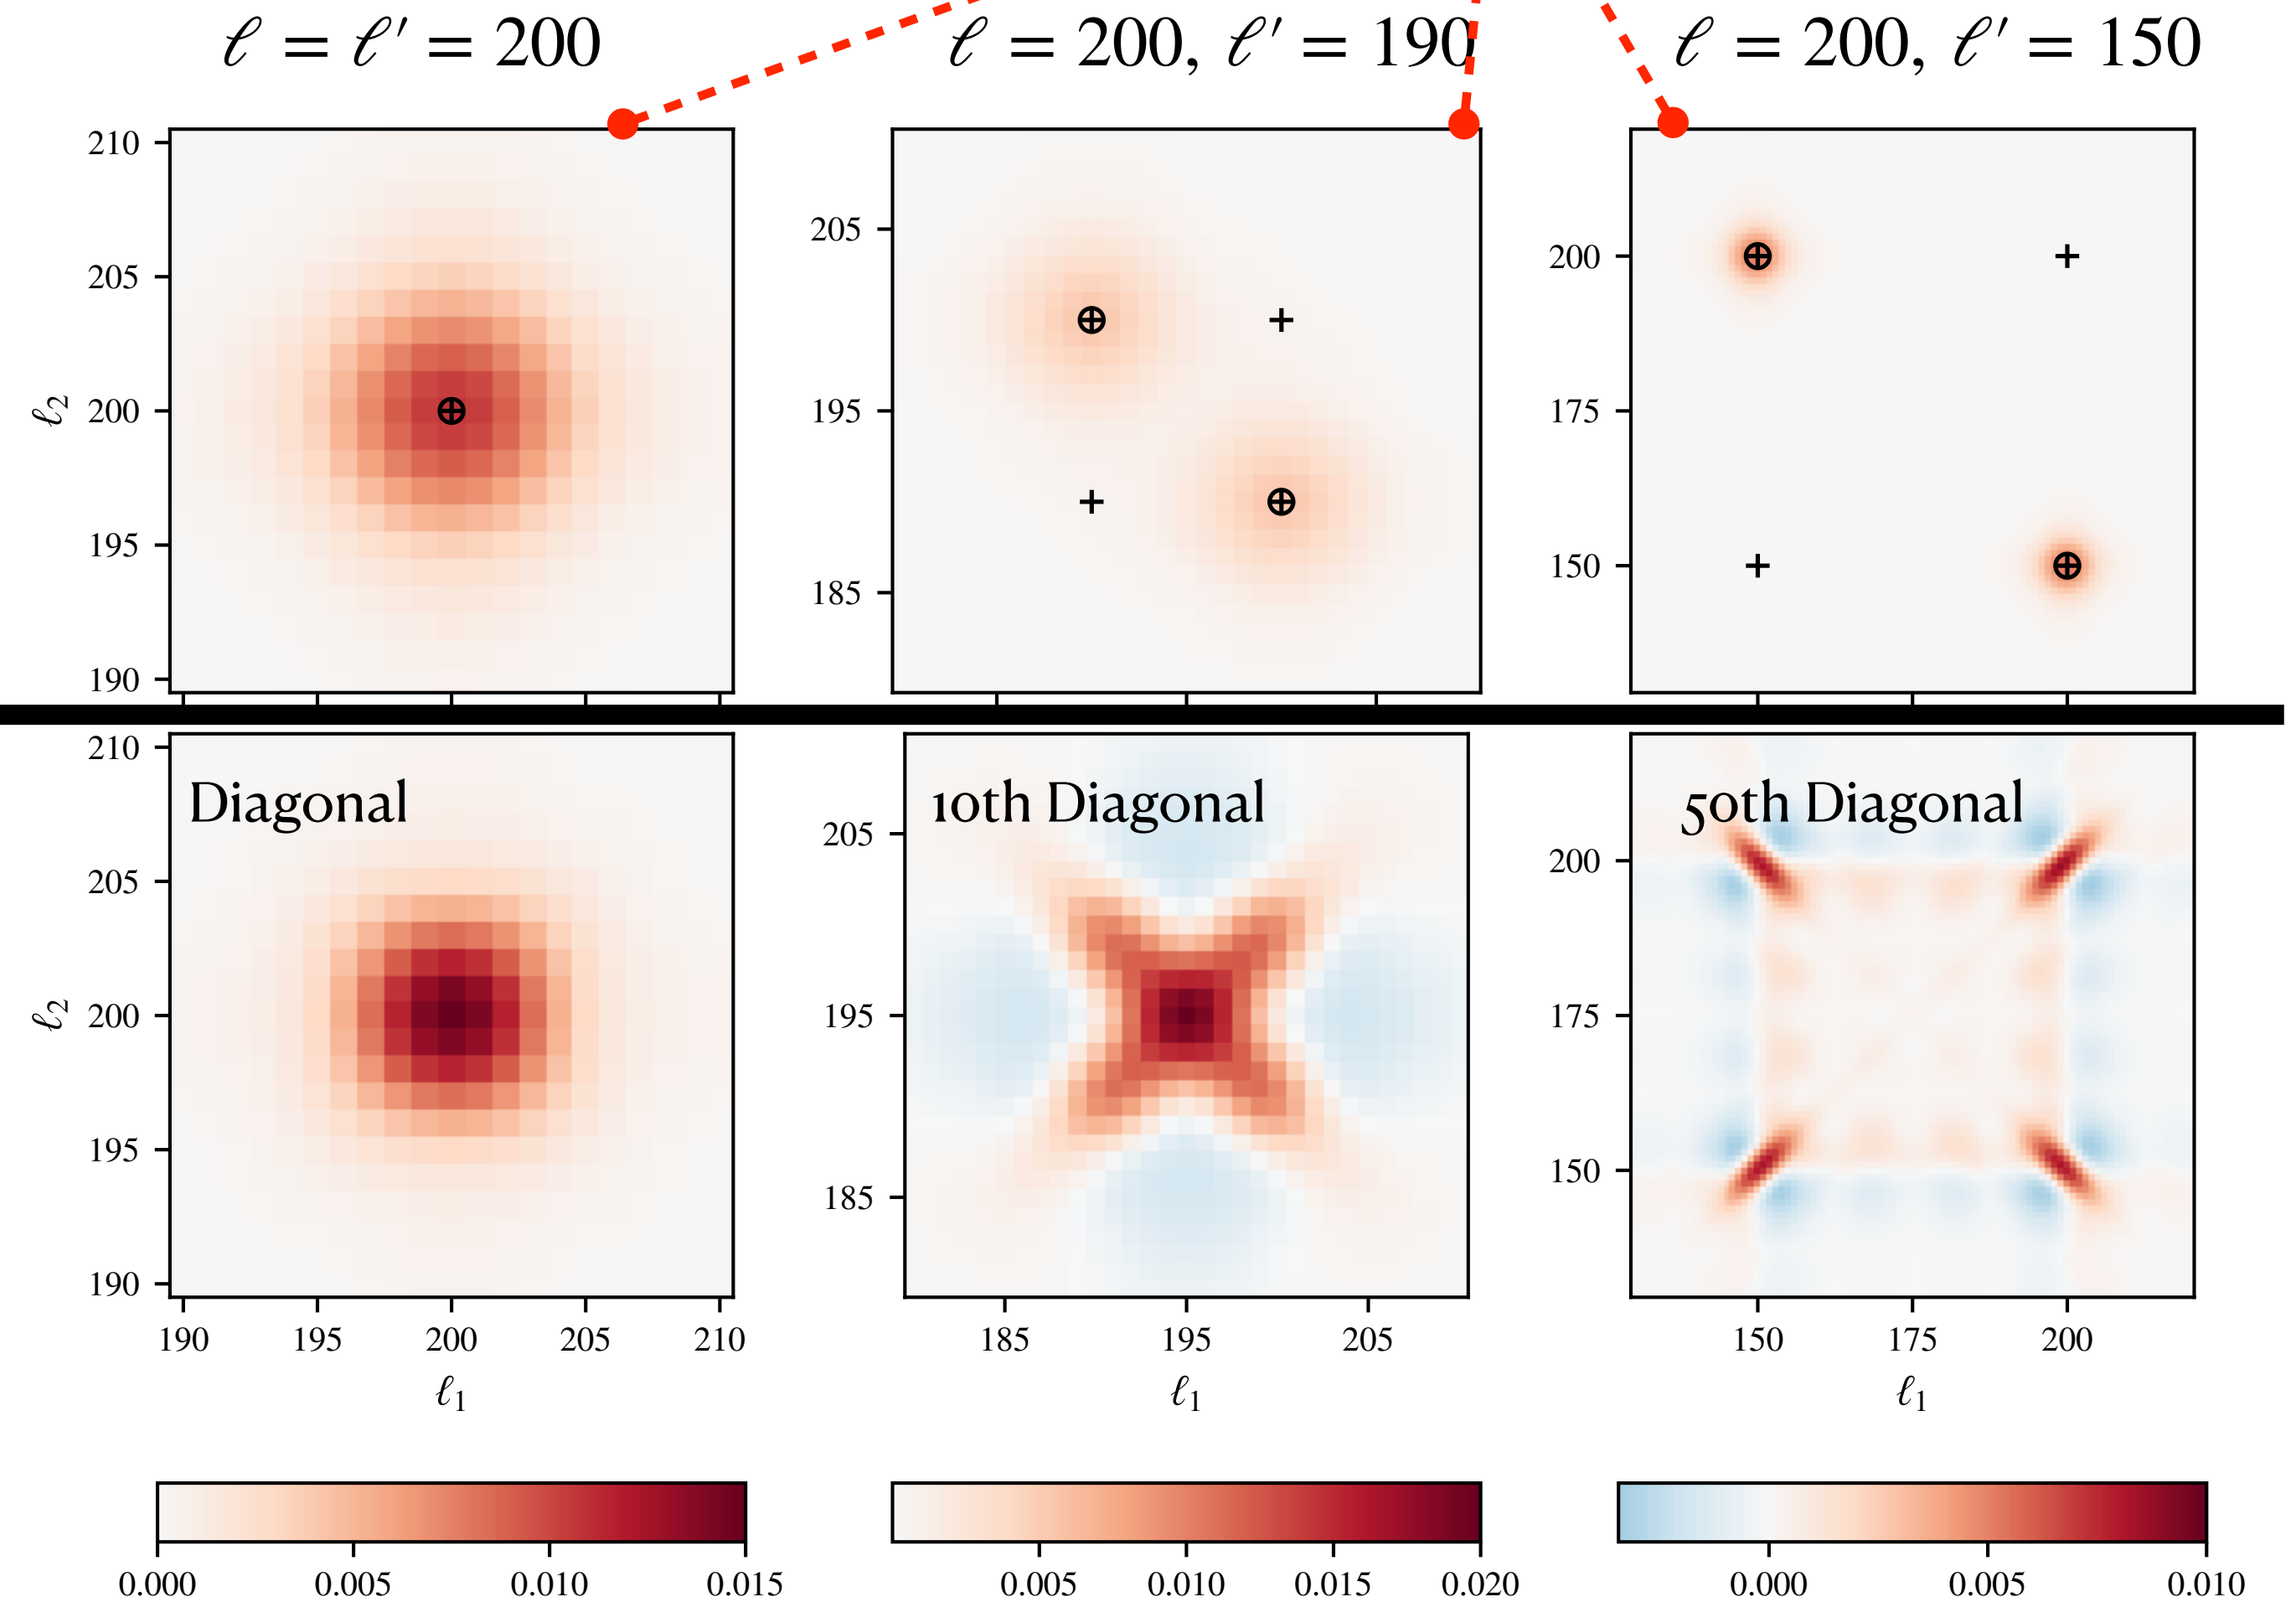 ℓ = ℓ′ = 200
ℓ = 200, ℓ′ = 190
ℓ = 200, ℓ′ = 150
210
205
200
195
190
ℓ₂
205
195
185
200
175
150
Diagonal
10th Diagonal
50th Diagonal
210
205
200
195
190
ℓ₂
205
195
185
200
175
150
190 195 200 205 210
185 195 205
150 175 200
ℓ₁
ℓ₁
ℓ₁
0.000 0.005 0.010 0.015
0.005 0.010 0.015 0.020
0.000 0.005 0.010